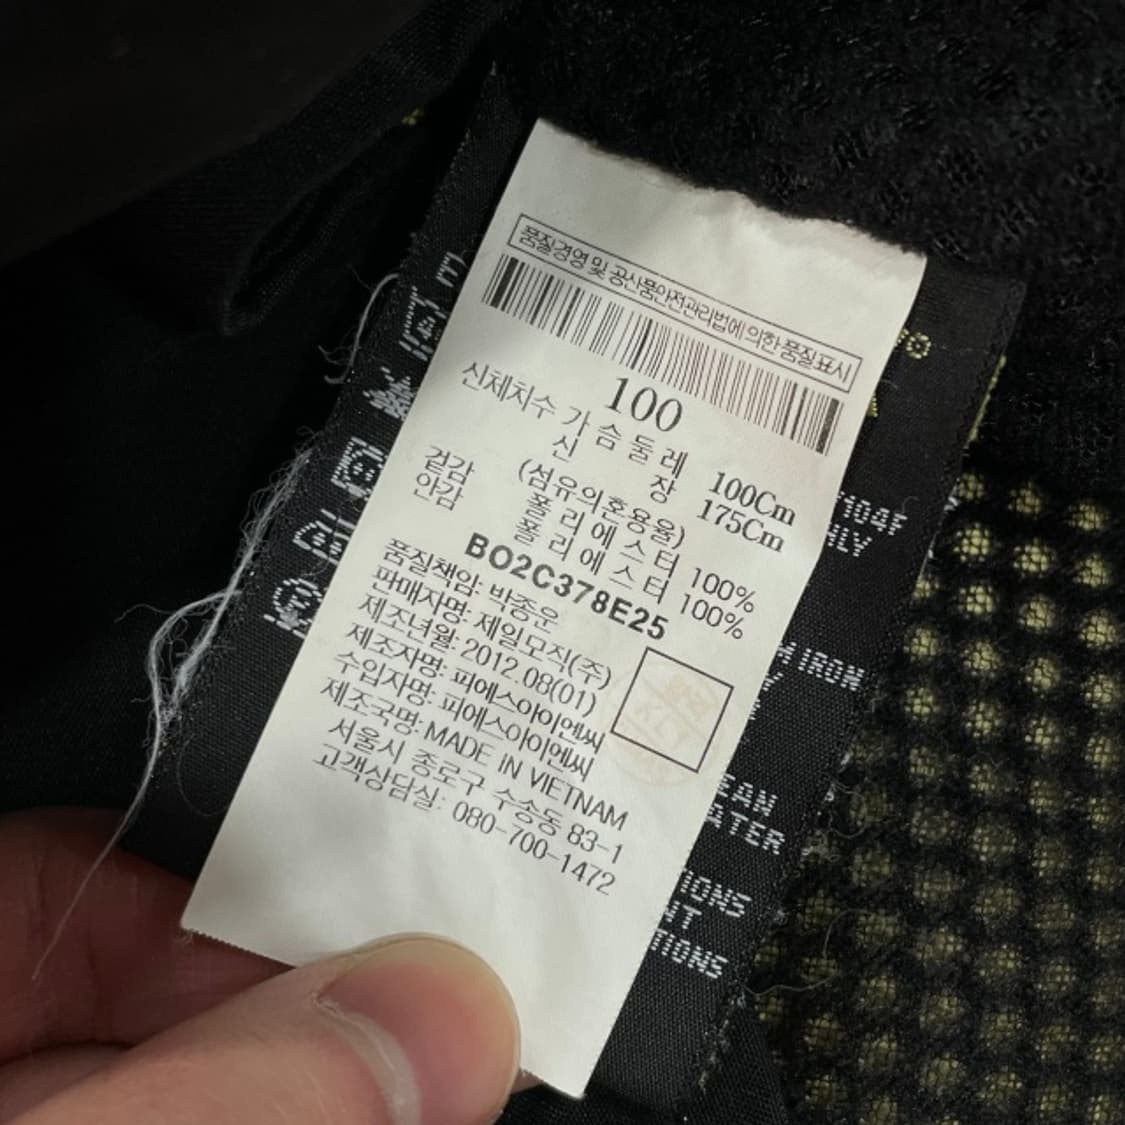 품질경영 및 공산품안전관리법에 의한 품질표시
100
신체치수 가슴둘레 100Cm
신장 175Cm
(섬유의혼용율)
겉감 폴리에스터 100%
안감 폴리에스터 100%
BO2C378E25
품질책임: 박종운
판매자명: 제일모직(주)
제조년월: 2012.08(01)
제조자명: 피에스아이엔씨
수입자명: 피에스아이엔씨
제조국명: MADE IN VIETNAM
서울시 종로구 수송동 83-1
고객상담실: 080-700-1472
104F
IRON